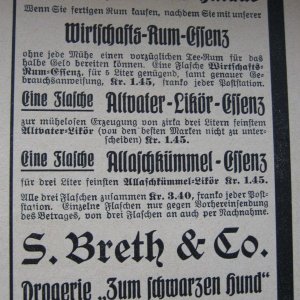 Wenn Sie fertigen Rum kaufen, nachdem Sie mit unserer
Wirtschafts-Rum-Essenz
ohne jede Mühe einen vorzüglichen Tee-Rum für das
halbe Geld bereiten können. Eine Flasche Wirtschafts-
Rum-Essenz, für 5 Liter genügend, samt genauer Ge-
brauchsanweisung, Kr. 1.45, franko jeder Poststation.
Eine Flasche Altvater-Likör-Essenz
zur mühelosen Erzeugung von zirka drei Litern feinsten
Altvater-Likör (von den besten Marken nicht zu unter-
scheiden) Kr. 1.45.
Eine Flasche Allaschkümmel-Essenz
für drei Liter feinsten Allaschkümmel-Likör Kr. 1.45.
Alle drei Flaschen zusammen Kr. 3.40, franko jeder Post-
station. Einzelne Flaschen nur gegen Vorhereinsendung
des Betrages, von drei Flaschen an auch per Nachnahme.
S. Breth & Co.
Drogerie „Zum schwarzen Hund"